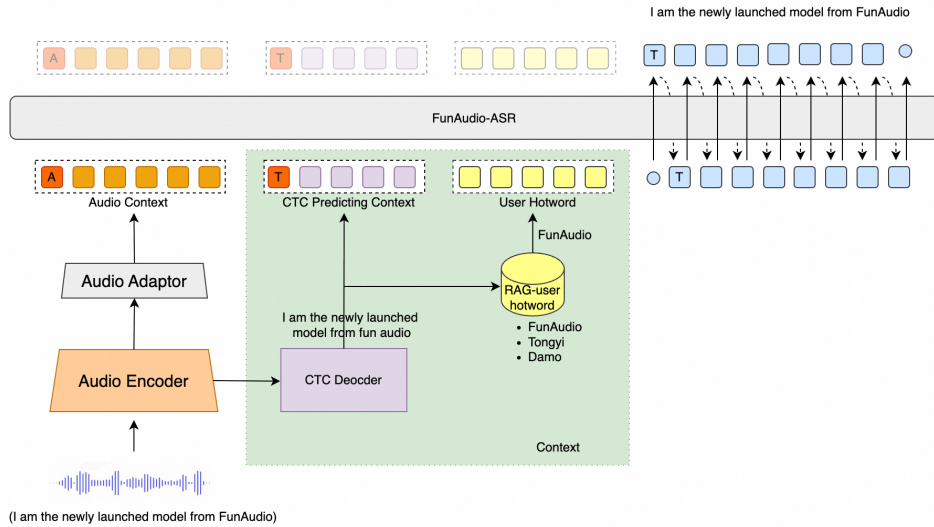 I am the newly launched model from FunAudio
A
T
T
FunAudio-ASR
A
T
T
Audio Context
CTC Predicting Context
User Hotword
FunAudio
Audio Adaptor
RAG-user
hotword
I am the newly launched
model from fun audio
• FunAudio
• Tongyi
• Damo
Audio Encoder
CTC Deocder
Context
(I am the newly launched model from FunAudio)